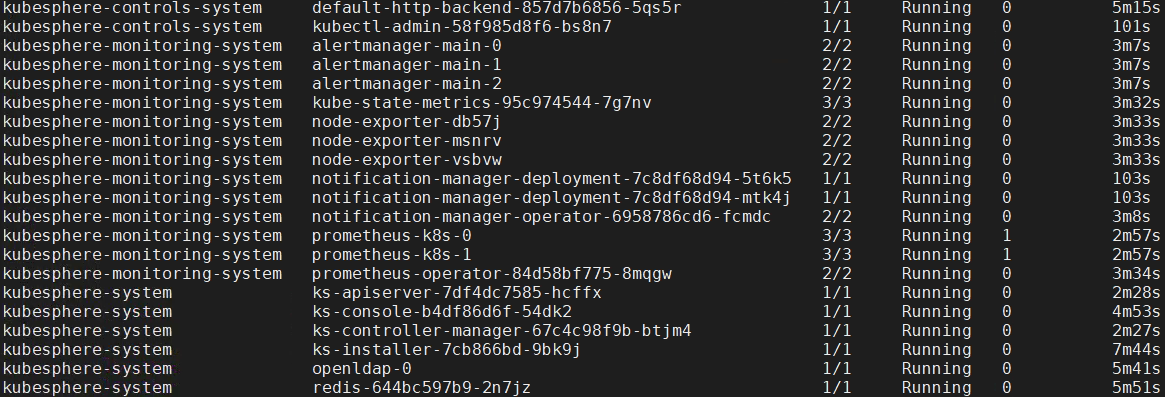 kubesphere-controls-system default-http-backend-857d7b6856-5qs5r 1/1 Running 0 5m15s
kubesphere-controls-system kubectl-admin-58f985d8f6-bs8n7 1/1 Running 0 101s
kubesphere-monitoring-system alertmanager-main-0 2/2 Running 0 3m7s
kubesphere-monitoring-system alertmanager-main-1 2/2 Running 0 3m7s
kubesphere-monitoring-system alertmanager-main-2 2/2 Running 0 3m7s
kubesphere-monitoring-system kube-state-metrics-95c974544-7g7nv 3/3 Running 0 3m32s
kubesphere-monitoring-system node-exporter-db57j 2/2 Running 0 3m33s
kubesphere-monitoring-system node-exporter-msnrv 2/2 Running 0 3m33s
kubesphere-monitoring-system node-exporter-vsbvw 2/2 Running 0 3m33s
kubesphere-monitoring-system notification-manager-deployment-7c8df68d94-5t6k5 1/1 Running 0 103s
kubesphere-monitoring-system notification-manager-deployment-7c8df68d94-mtk4j 1/1 Running 0 103s
kubesphere-monitoring-system notification-manager-operator-6958786cd6-fcmdc 2/2 Running 0 3m8s
kubesphere-monitoring-system prometheus-k8s-0 3/3 Running 1 2m57s
kubesphere-monitoring-system prometheus-k8s-1 3/3 Running 1 2m57s
kubesphere-monitoring-system prometheus-operator-84d58bf775-8mqgw 2/2 Running 0 3m34s
kubesphere-system ks-apiserver-7df4dc7585-hcffx 1/1 Running 0 2m28s
kubesphere-system ks-console-b4df86d6f-54dk2 1/1 Running 0 4m53s
kubesphere-system ks-controller-manager-67c4c98f9b-btjm4 1/1 Running 0 2m27s
kubesphere-system ks-installer-7cb866bd-9bk9j 1/1 Running 0 7m44s
kubesphere-system openldap-0 1/1 Running 0 5m41s
kubesphere-system redis-644bc597b9-2n7jz 1/1 Running 0 5m51s